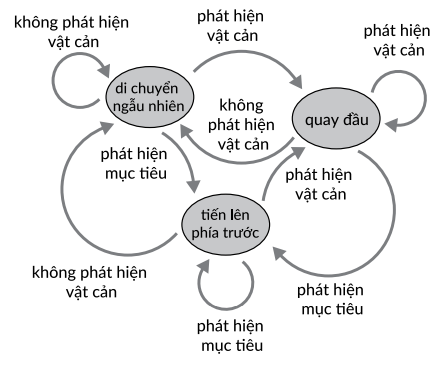 không phát hiện
vật cản
phát hiện
vật cản
phát hiện
vật cản
di chuyển
ngẫu nhiên
không
phát hiện
vật cản
quay đầu
phát hiện
mục tiêu
phát hiện
vật cản
tiến lên
phía trước
không phát hiện
vật cản
phát hiện
mục tiêu
phát hiện
mục tiêu